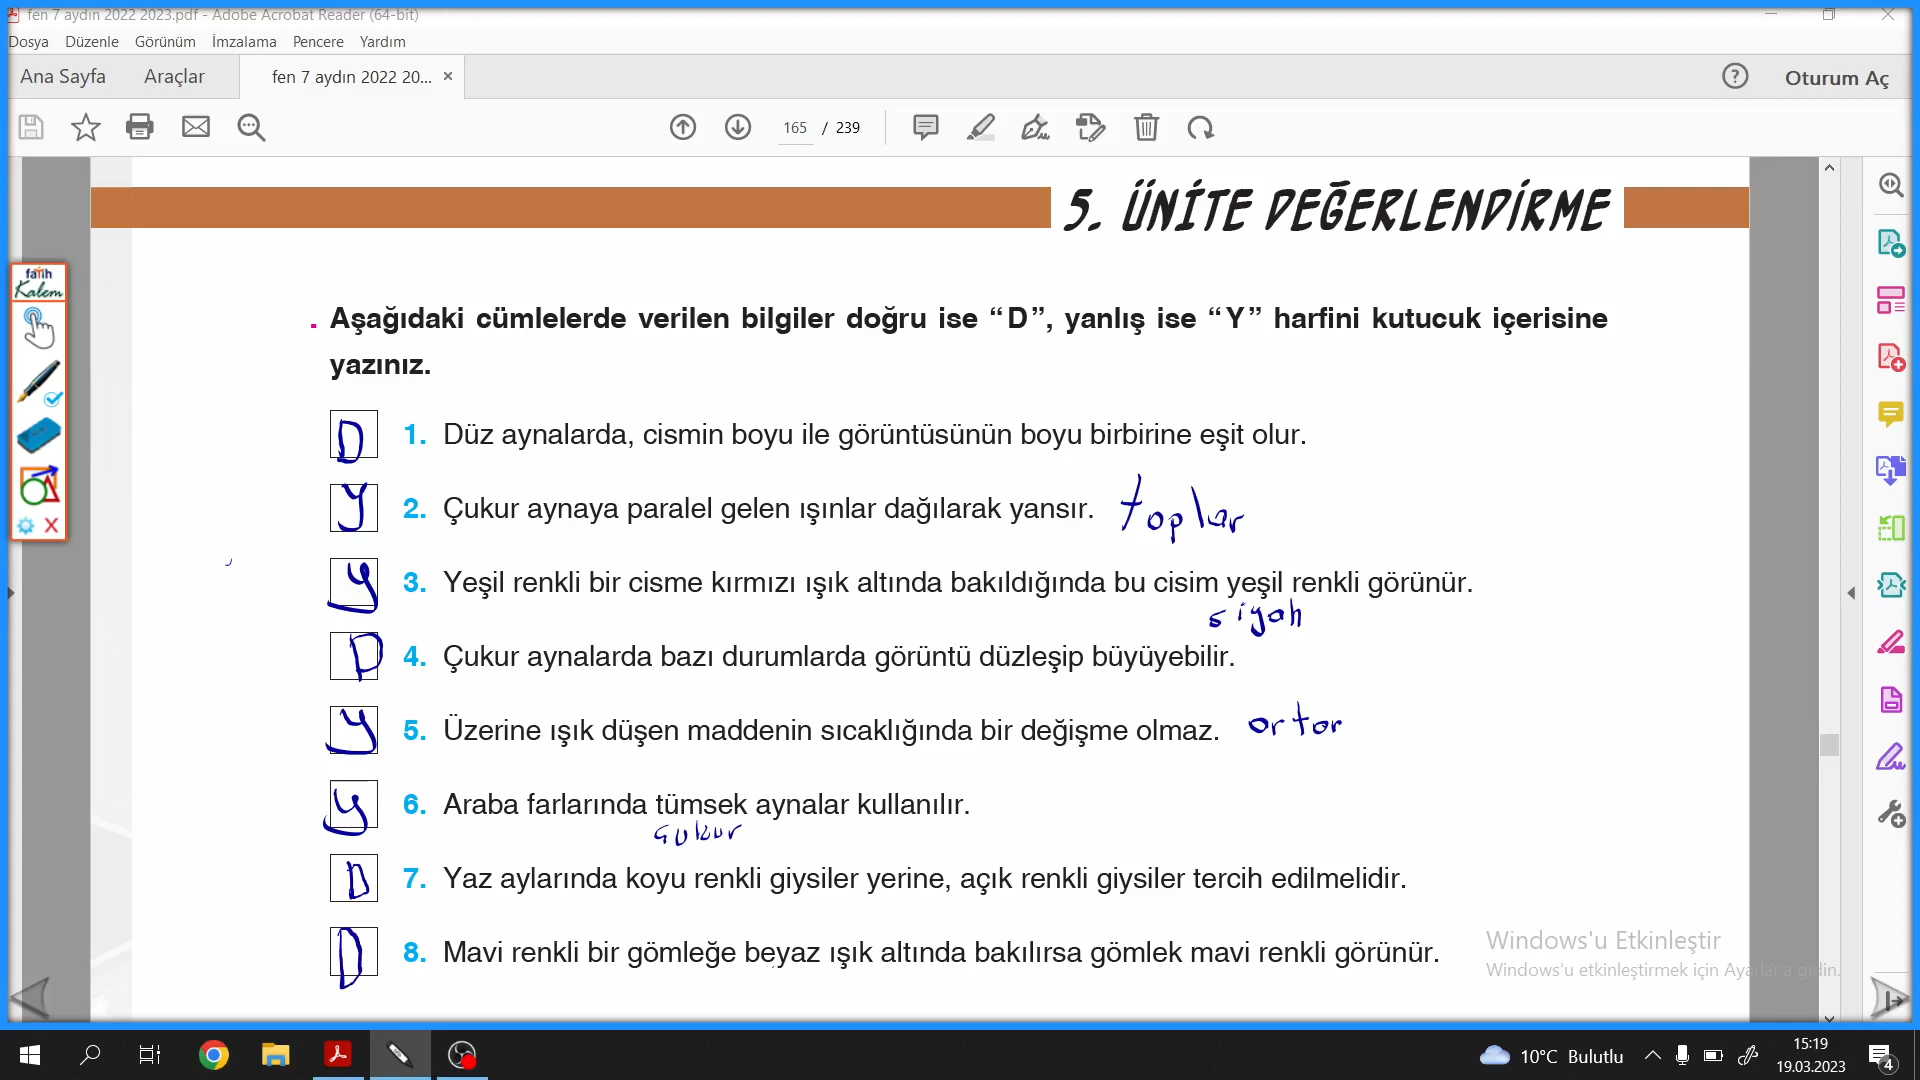 fen 7 aydın 2022 2023.pdf - Adobe Acrobat Reader (64-bit)
Dosya Düzenle Görünüm İmzalama Pencere Yardım
Ana Sayfa Araçlar fen 7 aydın 2022 20... × Oturum Aç
165 / 239
5. ÜNİTE DEĞERLENDİRME
fatih
Kalem
. Aşağıdaki cümlelerde verilen bilgiler doğru ise “D”, yanlış ise “Y” harfini kutucuk içerisine
yazınız.
D 1. Düz aynalarda, cismin boyu ile görüntüsünün boyu birbirine eşit olur.
Y 2. Çukur aynaya paralel gelen ışınlar dağılarak yansır. toplar
Y 3. Yeşil renkli bir cisme kırmızı ışık altında bakıldığında bu cisim yeşil renkli görünür.
siyah
D 4. Çukur aynalarda bazı durumlarda görüntü düzleşip büyüyebilir.
Y 5. Üzerine ışık düşen maddenin sıcaklığında bir değişme olmaz. artar
Y 6. Araba farlarında tümsek aynalar kullanılır.
çukur
D 7. Yaz aylarında koyu renkli giysiler yerine, açık renkli giysiler tercih edilmelidir.
D 8. Mavi renkli bir gömleğe beyaz ışık altında bakılırsa gömlek mavi renkli görünür.
Windows'u Etkinleştir
Windows'u etkinleştirmek için Ayarlar'a gidin.
10°C Bulutlu
15:19
19.03.2023
4